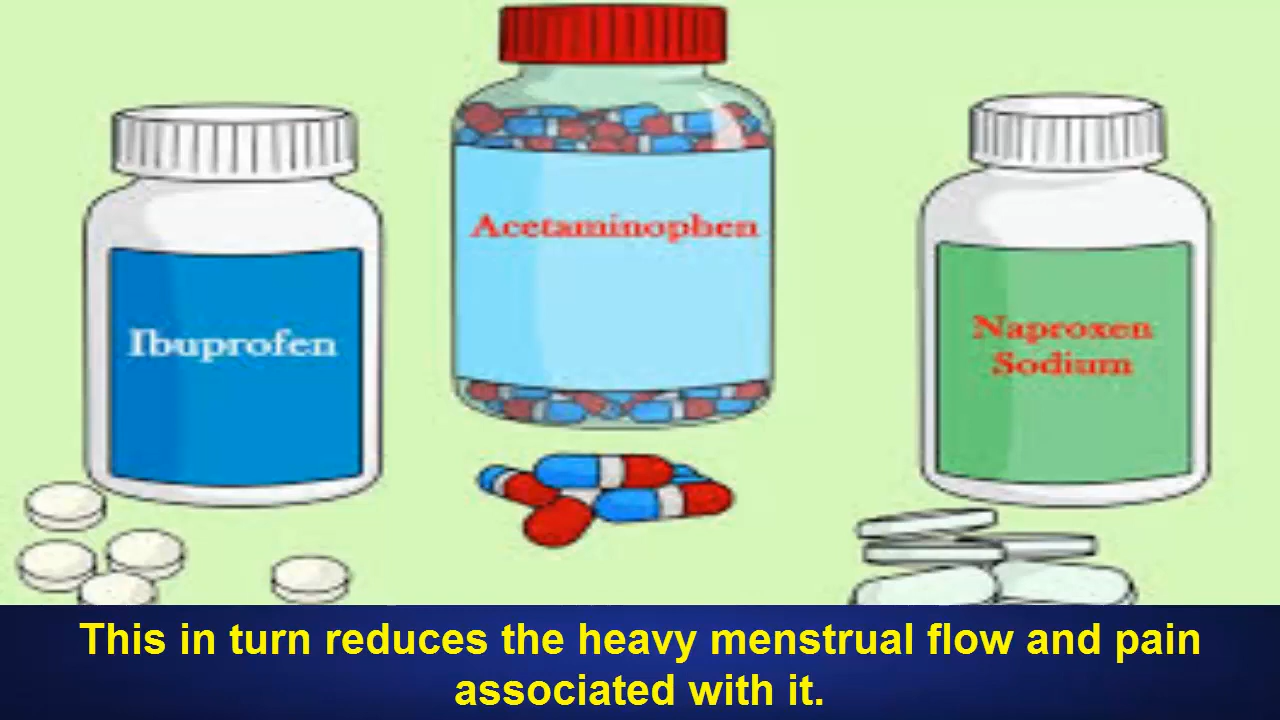 Acetaminophen
Ibuprofen
Naproxen
Sodium
This in turn reduces the heavy menstrual flow and pain
associated with it.